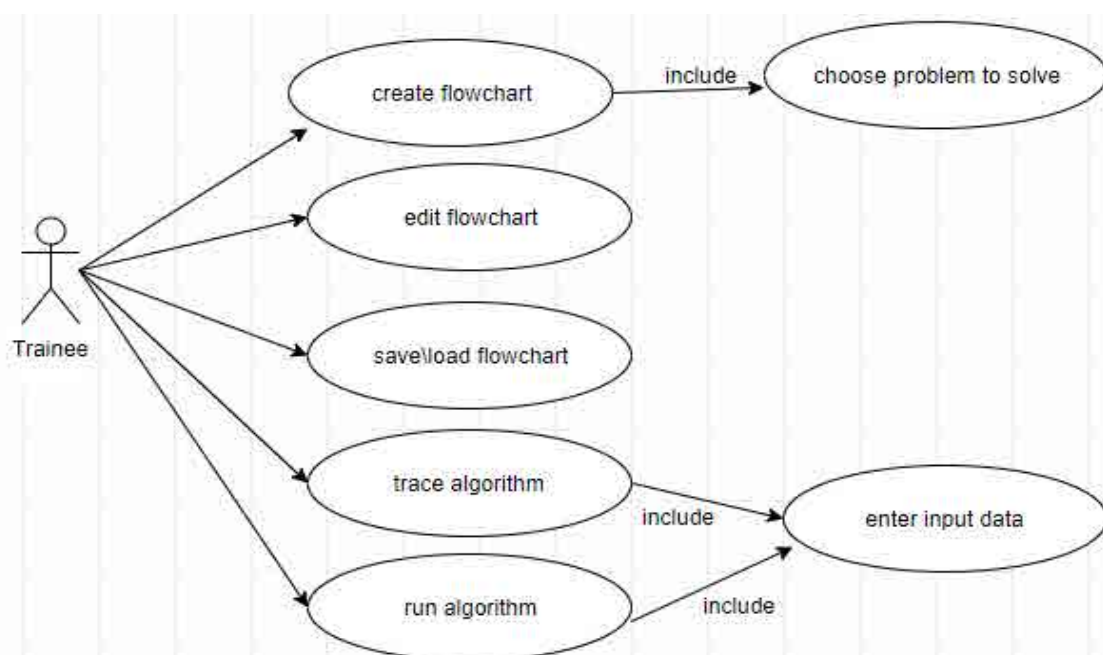 create flowchart
include
choose problem to solve
edit flowchart
Trainee
save\load flowchart
trace algorithm
include
enter input data
run algorithm
include